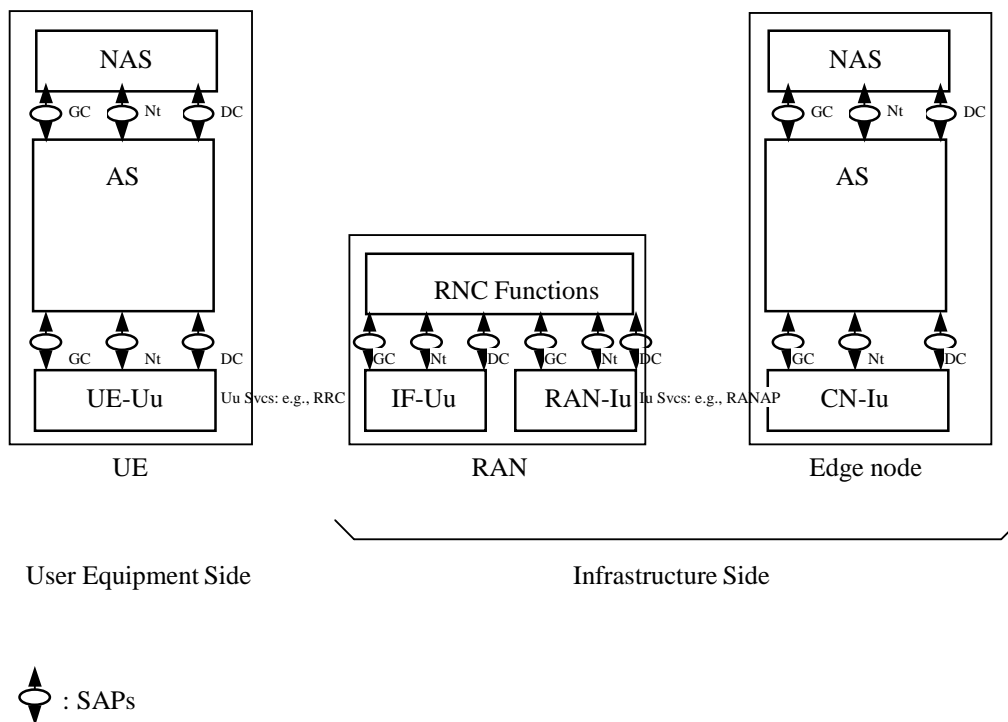 NAS NAS
GC Nt DC GC Nt DC
AS AS
RNC Functions
GC Nt DC GC Nt DC GC Nt DC GC Nt DC
UE-Uu Uu Svcs: e.g., RRC IF-Uu RAN-Iu Iu Svcs: e.g., RANAP CN-Iu
UE RAN Edge node
User Equipment Side Infrastructure Side
: SAPs